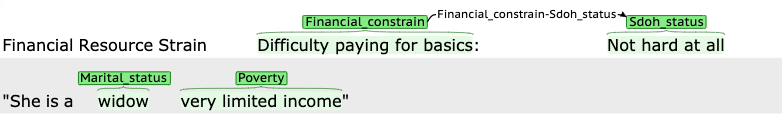 Financial_constrain Financial_constrain-Sdoh_status Sdoh_status
Financial Resource Strain Difficulty paying for basics: Not hard at all
Marital_status Poverty
"She is a widow very limited income"